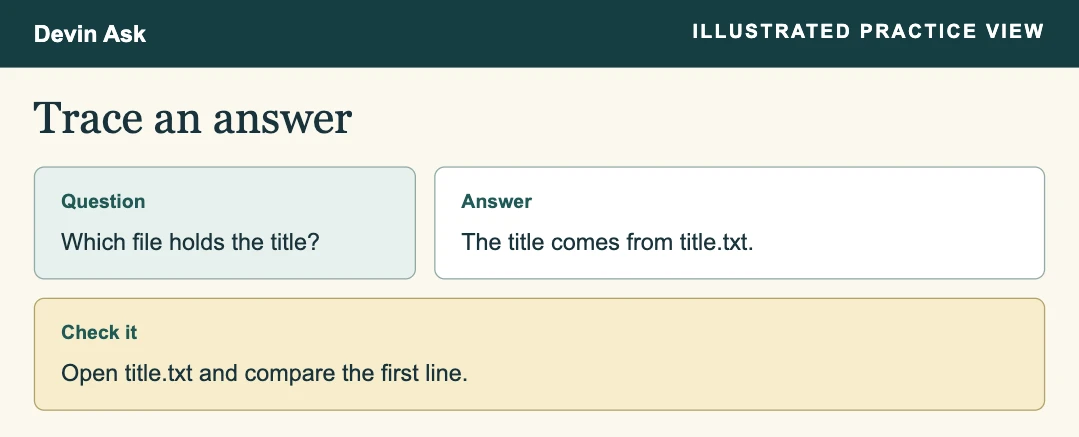 Devin Ask
ILLUSTRATED PRACTICE VIEW
Trace an answer
Question
Which file holds the title?
Answer
The title comes from title.txt.
Check it
Open title.txt and compare the first line.